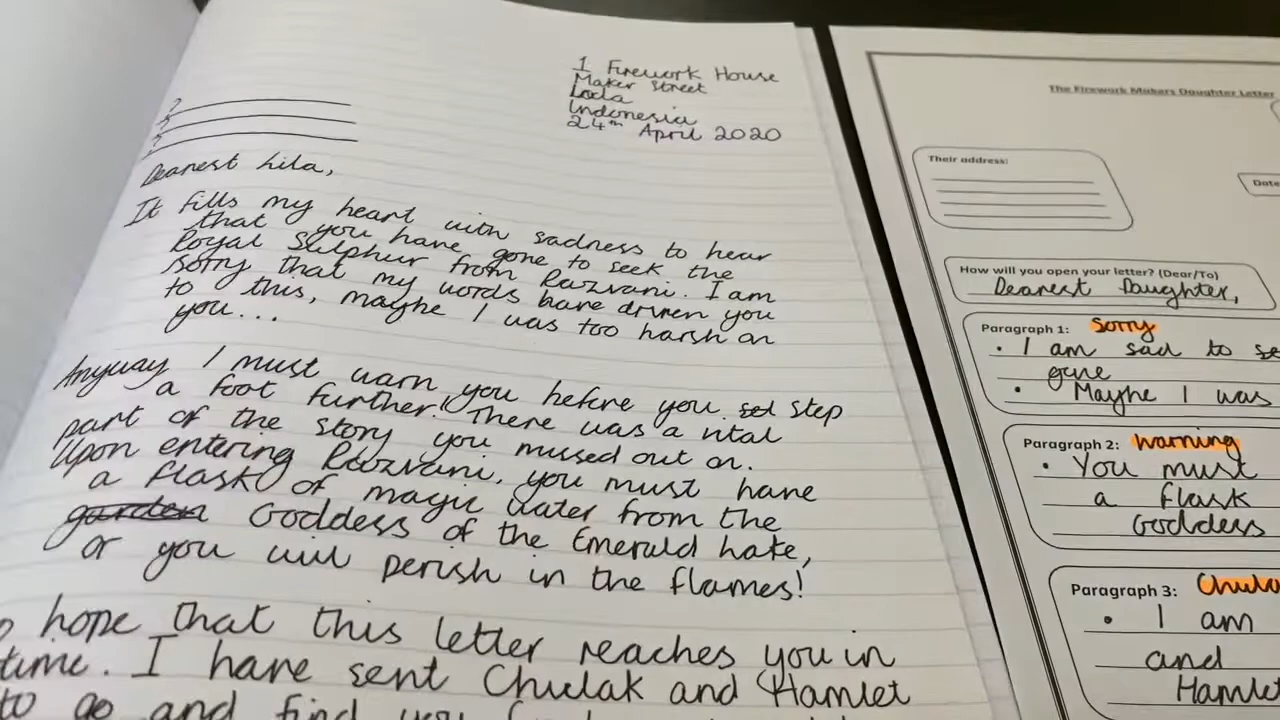 1 Firework House
Maker Street
Loda
Indonesia
24th April 2020
Dearest Lila,
It fills my heart with sadness to hear
that you have gone to seek the
Royal Sulphur from Razvani. I am
sorry that my words have driven you
to this, maybe I was too harsh on
you...
Anyway I must warn you before you step
a foot further! There was a vital
part of the story you missed out on.
Upon entering Razvani, you must have
a flask of magic water from the
garden Goddess of the Emerald Lake,
or you will perish in the flames!
hope that this letter reaches you in
time. I have sent Chulak and Hamlet
to go and find you
The Firework Makers Daughter Letter
Their address:
Date
How will you open your letter? (Dear/To)
Dearest Daughter,
Paragraph 1: Sorry
• I am sad to
gone
• Maybe I was
Paragraph 2: Warning
• You must
a flask
Goddess
Paragraph 3:
• I am
and
Hamlet